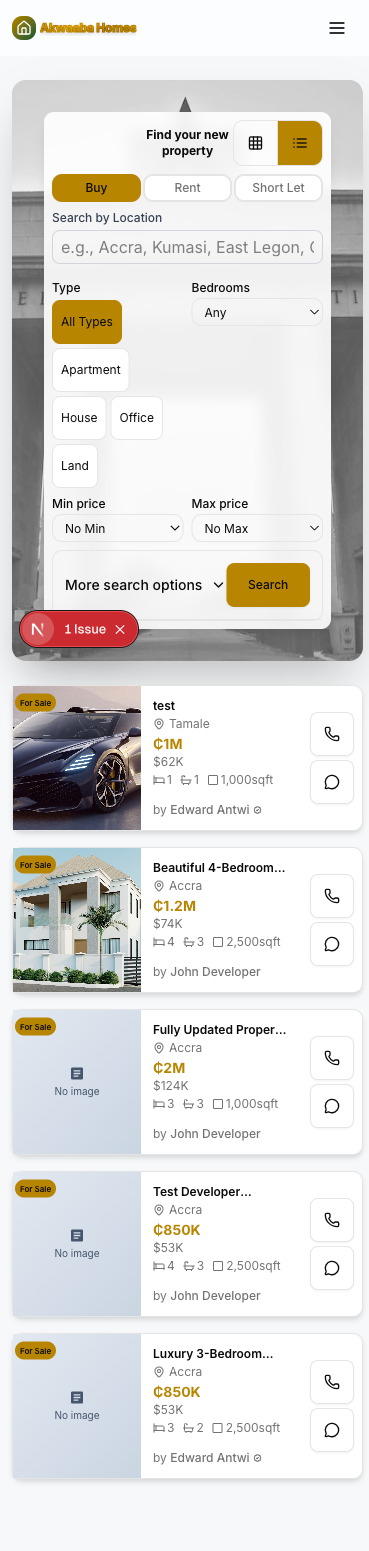 Akwaaba Homes
Find your new
property
Buy
Rent
Short Let
Search by Location
e.g., Accra, Kumasi, East Legon, C
Type
Bedrooms
All Types
Any
Apartment
House
Office
Land
Min price
Max price
No Min
No Max
More search options
Search
N
1 Issue
For Sale
test
Tamale
₵1M
$62K
1
1
1,000sqft
by Edward Antwi
For Sale
Beautiful 4-Bedroom...
Accra
₵1.2M
$74K
4
3
2,500sqft
by John Developer
For Sale
No image
Fully Updated Proper...
Accra
₵2M
$124K
3
3
1,000sqft
by John Developer
For Sale
No image
Test Developer...
Accra
₵850K
$53K
4
3
2,500sqft
by John Developer
For Sale
No image
Luxury 3-Bedroom...
Accra
₵850K
$53K
3
2
2,500sqft
by Edward Antwi